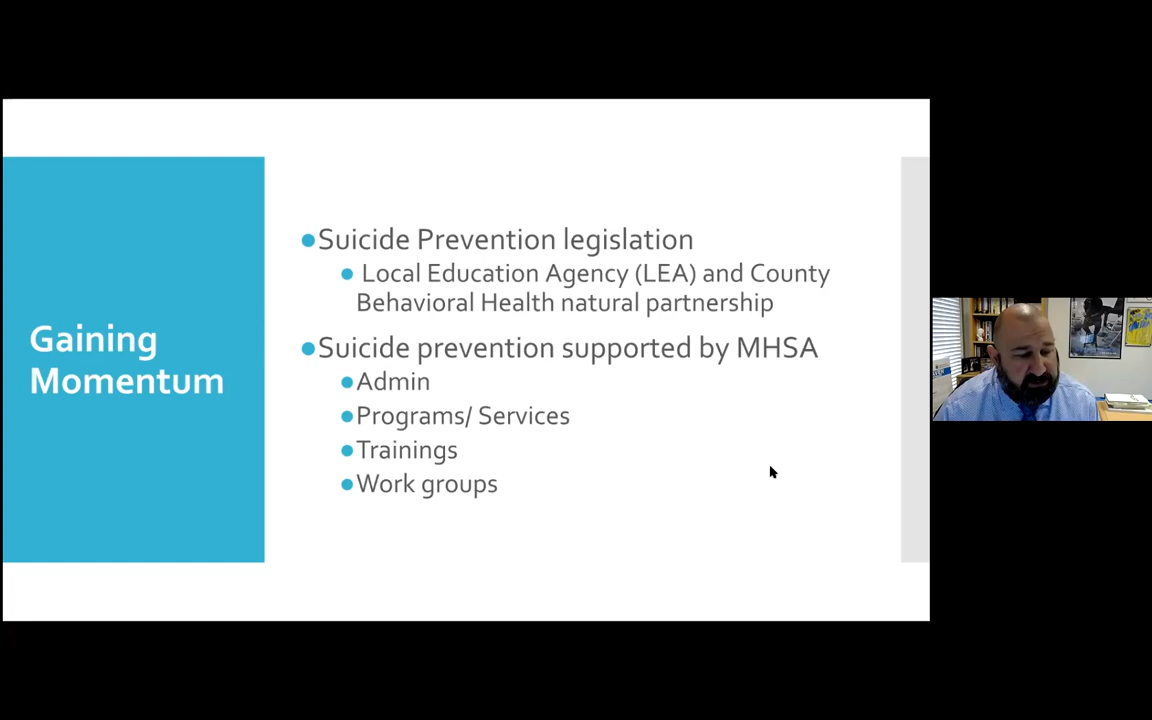 Gaining
Momentum
●Suicide Prevention legislation
● Local Education Agency (LEA) and County
Behavioral Health natural partnership
●Suicide prevention supported by MHSA
●Admin
●Programs/ Services
●Trainings
●Work groups